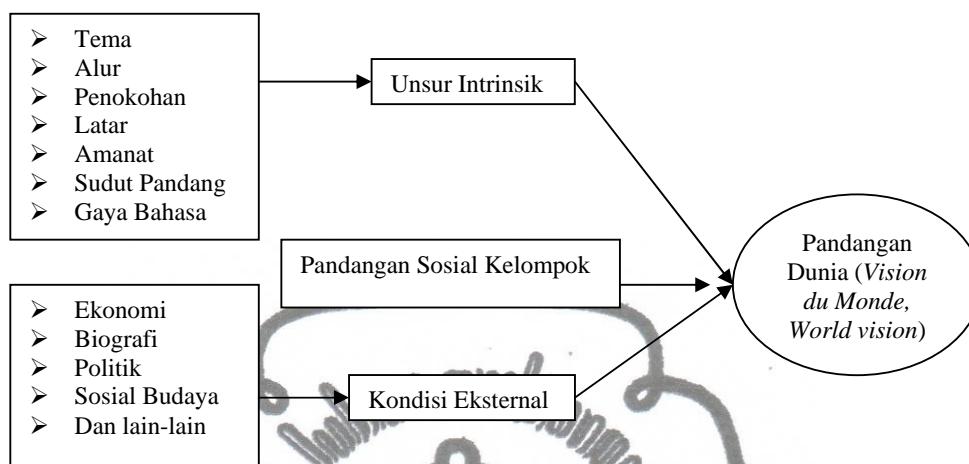 Tema
Alur
Penokohan
Latar
Amanat
Sudut Pandang
Gaya Bahasa
Unsur Intrinsik
Pandangan Sosial Kelompok
Pandangan
Dunia (Vision
du Monde,
World vision)
Ekonomi
Biografi
Politik
Sosial Budaya
Dan lain-lain
Kondisi Eksternal